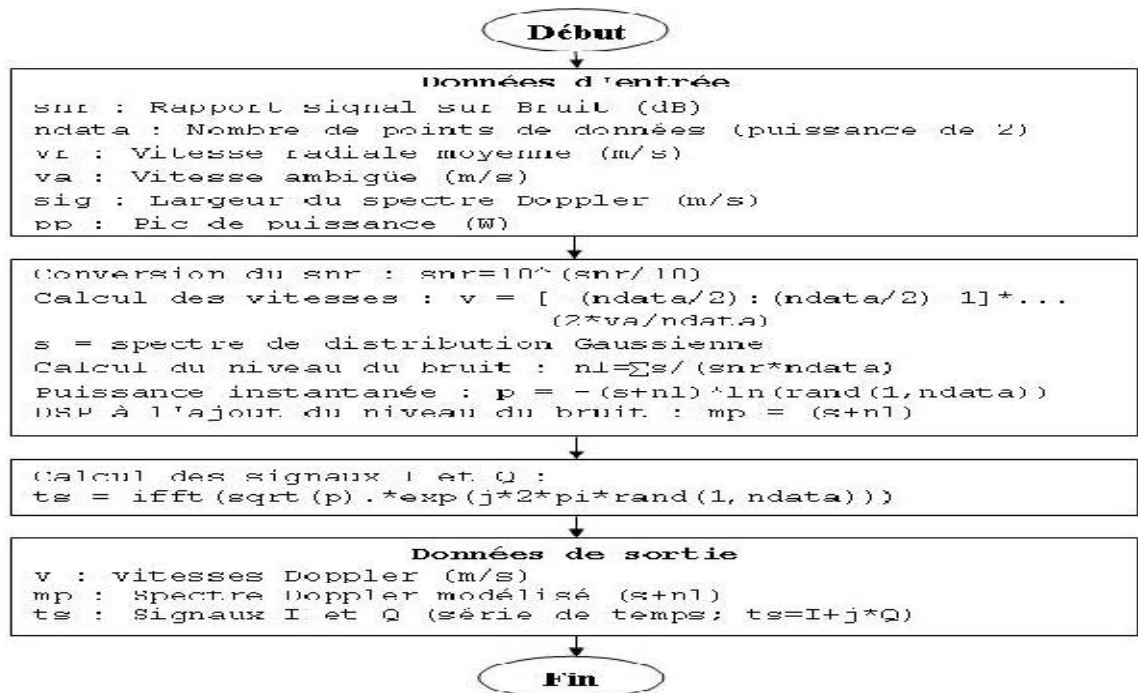 Début
Données d'entrée
snr : Rapport signal sur Bruit (dB)
ndata : Nombre de points de données (puissance de 2)
vr : Vitesse radiale moyenne (m/s)
va : Vitesse ambigüe (m/s)
sig : Largeur du spectre Doppler (m/s)
pp : Pic de puissance (W)
Conversion du snr : snr=10^(snr/10)
Calcul des vitesses : v = [ (ndata/2):(ndata/2) 1]*...
(2*va/ndata)
s = spectre de distribution Gaussienne
Calcul du niveau du bruit : nl=∑s/(snr*ndata)
Puissance instantanée : p = -(s+nl)*ln(rand(1,ndata))
DSP à l'ajout du niveau du bruit : mp = (s+nl)
Calcul des signaux I et Q :
ts = ifft(sqrt(p).*exp(j*2*pi*rand(1,ndata)))
Données de sortie
v : vitesses Doppler (m/s)
mp : Spectre Doppler modélisé (s+nl)
ts : Signaux I et Q (série de temps; ts=I+j*Q)
Fin